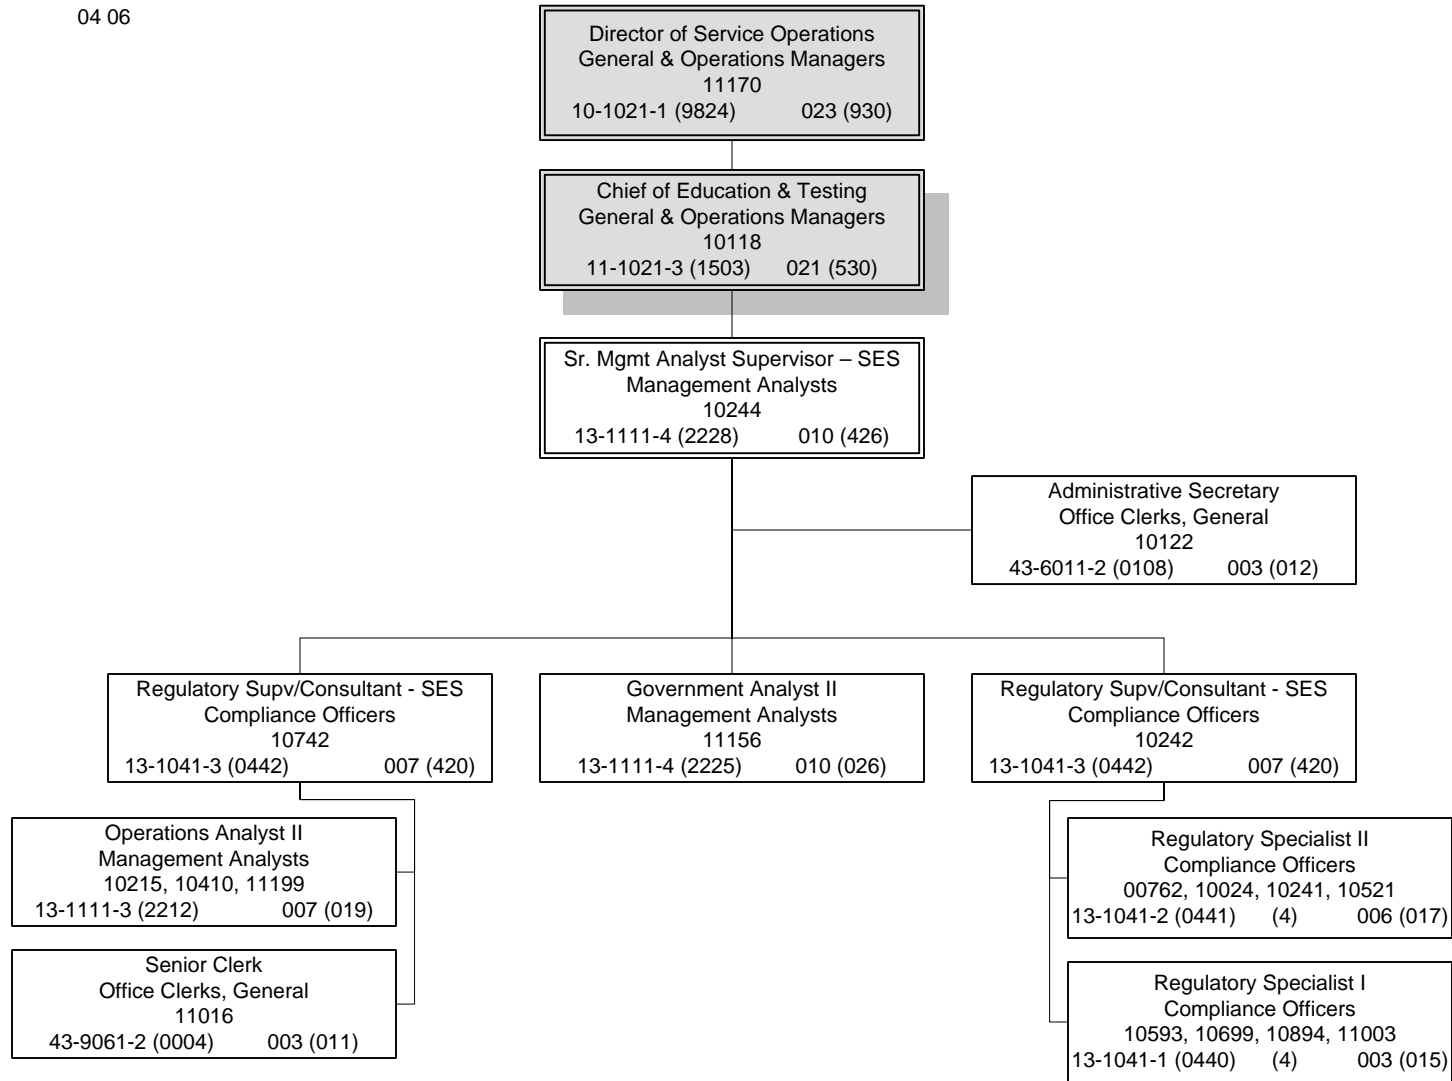 04 06
Director of Service Operations
General & Operations Managers
11170
10-1021-1 (9824) 023 (930)
Chief of Education & Testing
General & Operations Managers
10118
11-1021-3 (1503) 021 (530)
Sr. Mgmt Analyst Supervisor – SES
Management Analysts
10244
13-1111-4 (2228) 010 (426)
Administrative Secretary
Office Clerks, General
10122
43-6011-2 (0108) 003 (012)
Regulatory Supv/Consultant - SES
Compliance Officers
10742
13-1041-3 (0442) 007 (420)
Government Analyst II
Management Analysts
11156
13-1111-4 (2225) 010 (026)
Regulatory Supv/Consultant - SES
Compliance Officers
10242
13-1041-3 (0442) 007 (420)
Operations Analyst II
Management Analysts
10215, 10410, 11199
13-1111-3 (2212) 007 (019)
Senior Clerk
Office Clerks, General
11016
43-9061-2 (0004) 003 (011)
Regulatory Specialist II
Compliance Officers
00762, 10024, 10241, 10521
13-1041-2 (0441) (4) 006 (017)
Regulatory Specialist I
Compliance Officers
10593, 10699, 10894, 11003
13-1041-1 (0440) (4) 003 (015)